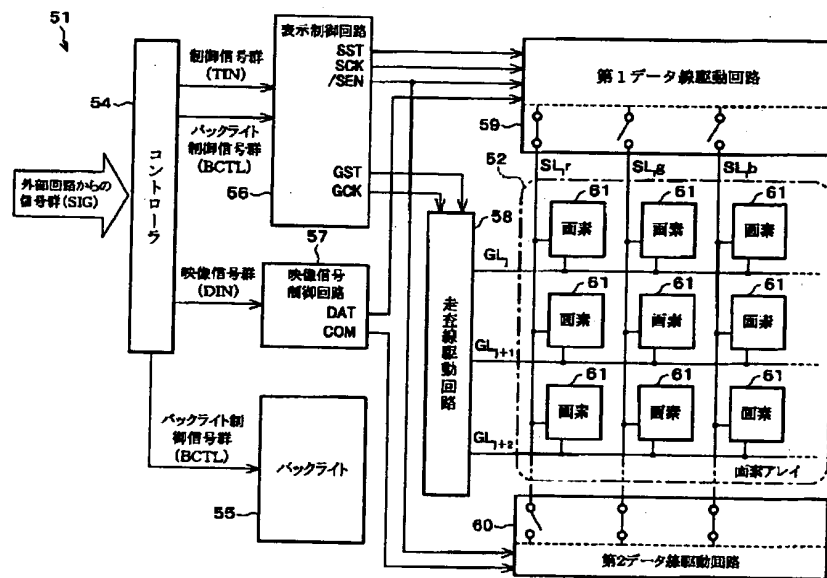 51
54
コントローラ
外部回路からの
信号群(SIG)
制御信号群
(TIN)
バックライト
制御信号群
(BCTL)
映像信号群
(DIN)
バックライト制
御信号群
(BCTL)
表示制御回路
SST
SCK
/SEN
GST
GCK
56
57
映像信号
制御回路
DAT
COM
バックライト
55
58
走査線駆動回路
第1データ線駆動回路
59
52
SLir
SLig
SLib
61
61
61
画素
画素
画素
GLj
61
61
61
画素
画素
画素
GLj+1
61
61
61
画素
画素
画素
GLj+2
画素アレイ
60
第2データ線駆動回路